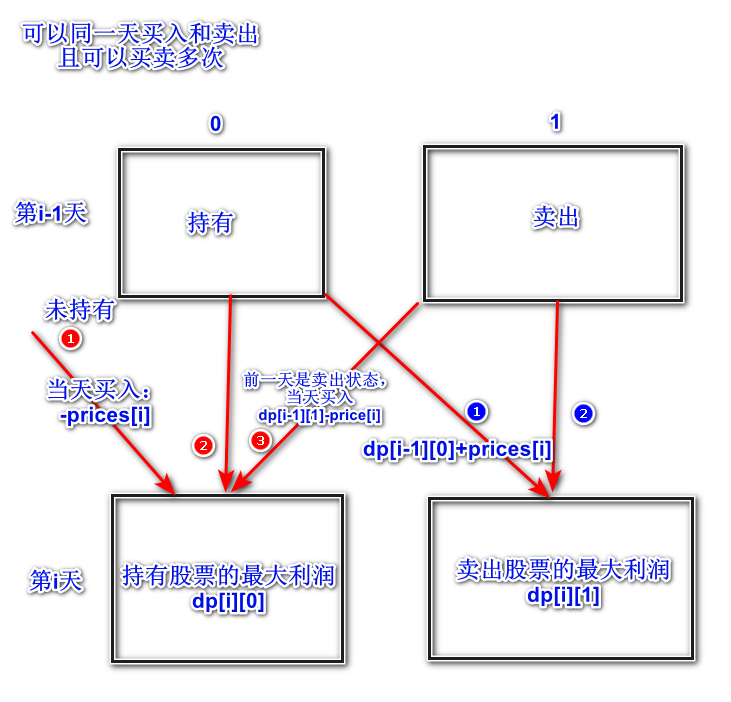 可以同一天买入和卖出
且可以买卖多次
0
1
第i-1天
持有
卖出
未持有
1
当天买入:
-prices[i]
2
前一天是卖出状态,
当天买入
dp[i-1][1]-price[i]
3
1
dp[i-1][0]+prices[i]
2
第i天
持有股票的最大利润
dp[i][0]
卖出股票的最大利润
dp[i][1]